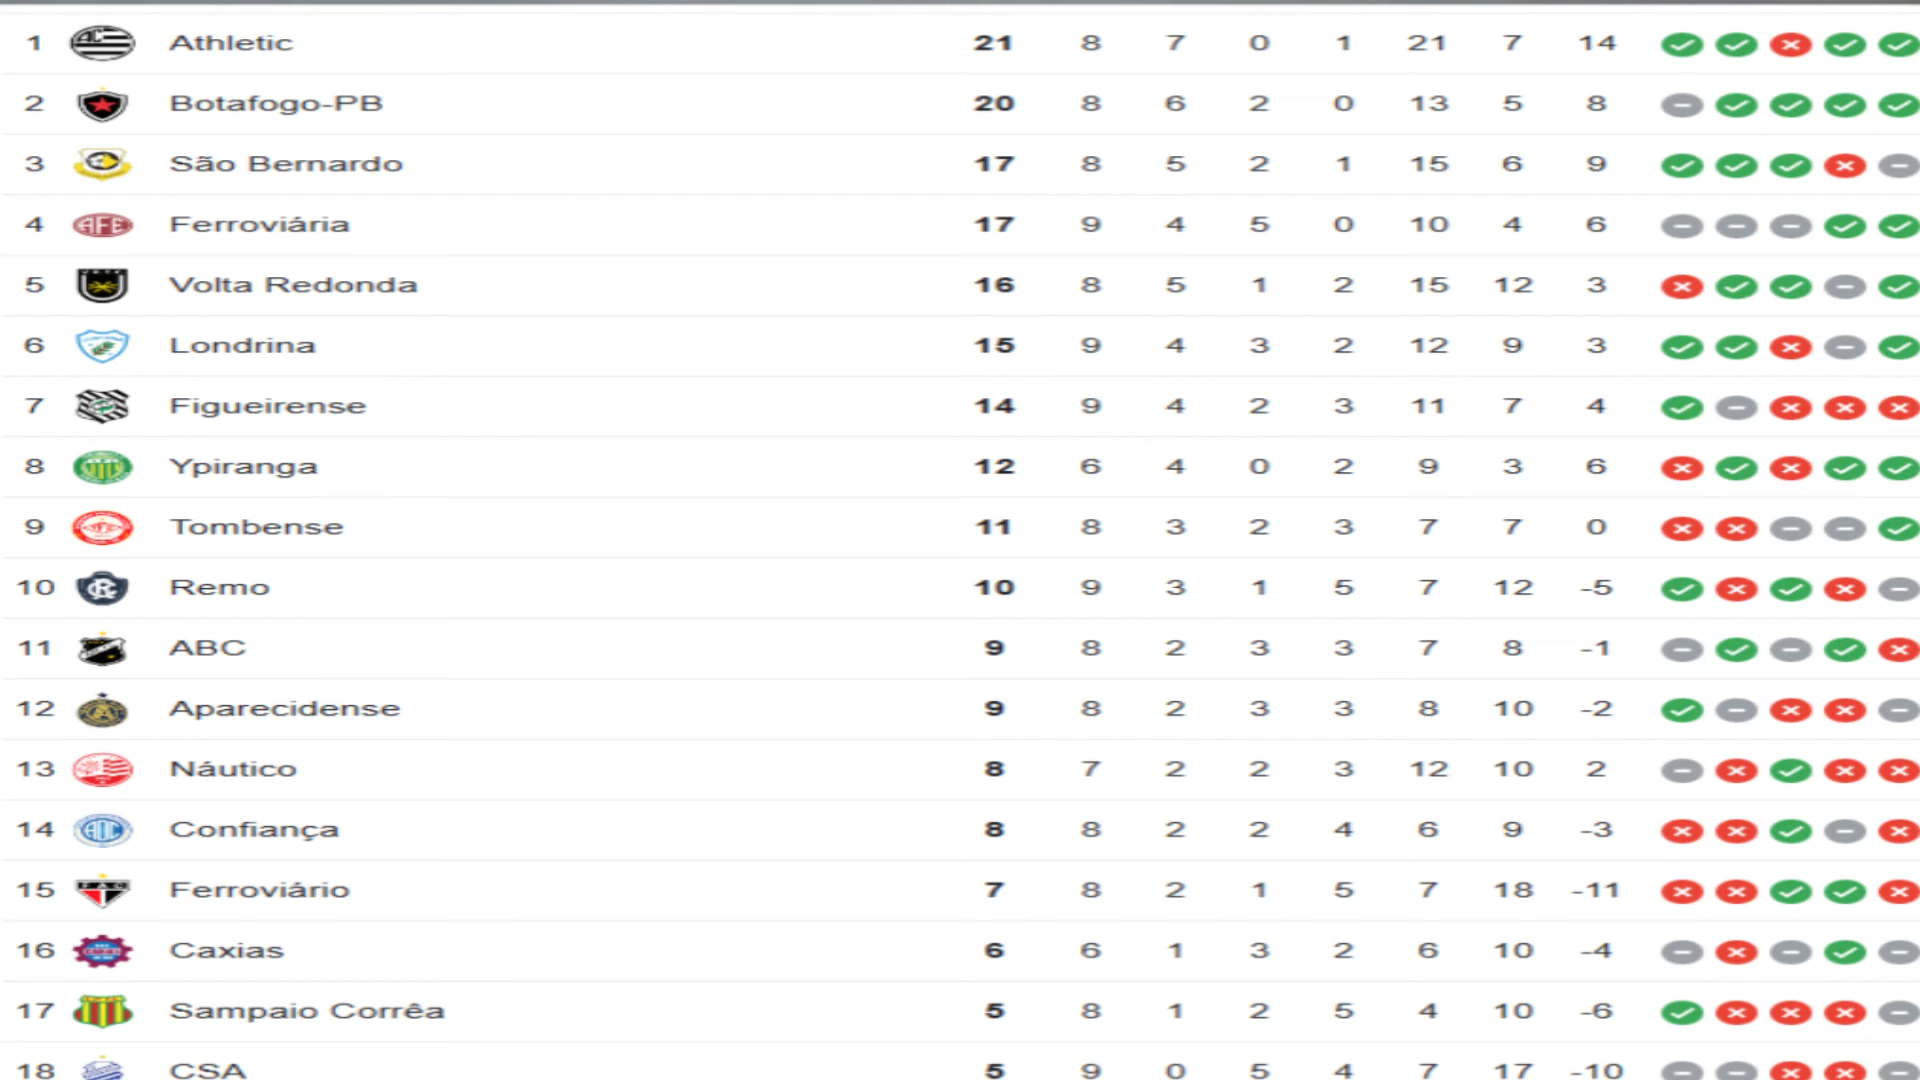 1 Athletic 21 8 7 0 1 21 7 14
2 Botafogo-PB 20 8 6 2 0 13 5 8
3 São Bernardo 17 8 5 2 1 15 6 9
4 AFE Ferroviária 17 9 4 5 0 10 4 6
5 Volta Redonda 16 8 5 1 2 15 12 3
6 Londrina 15 9 4 3 2 12 9 3
7 Figueirense 14 9 4 2 3 11 7 4
8 Ypiranga 12 6 4 0 2 9 3 6
9 Tombense 11 8 3 2 3 7 7 0
10 Remo 10 9 3 1 5 7 12 -5
11 ABC 9 8 2 3 3 7 8 -1
12 Aparecidense 9 8 2 3 3 8 10 -2
13 Náutico 8 7 2 2 3 12 10 2
14 Confiança 8 8 2 2 4 6 9 -3
15 FAC Ferroviário 7 8 2 1 5 7 18 -11
16 Caxias 6 6 1 3 2 6 10 -4
17 Sampaio Corrêa 5 8 1 2 5 4 10 -6
18 CSA 5 9 0 5 4 7 17 -10